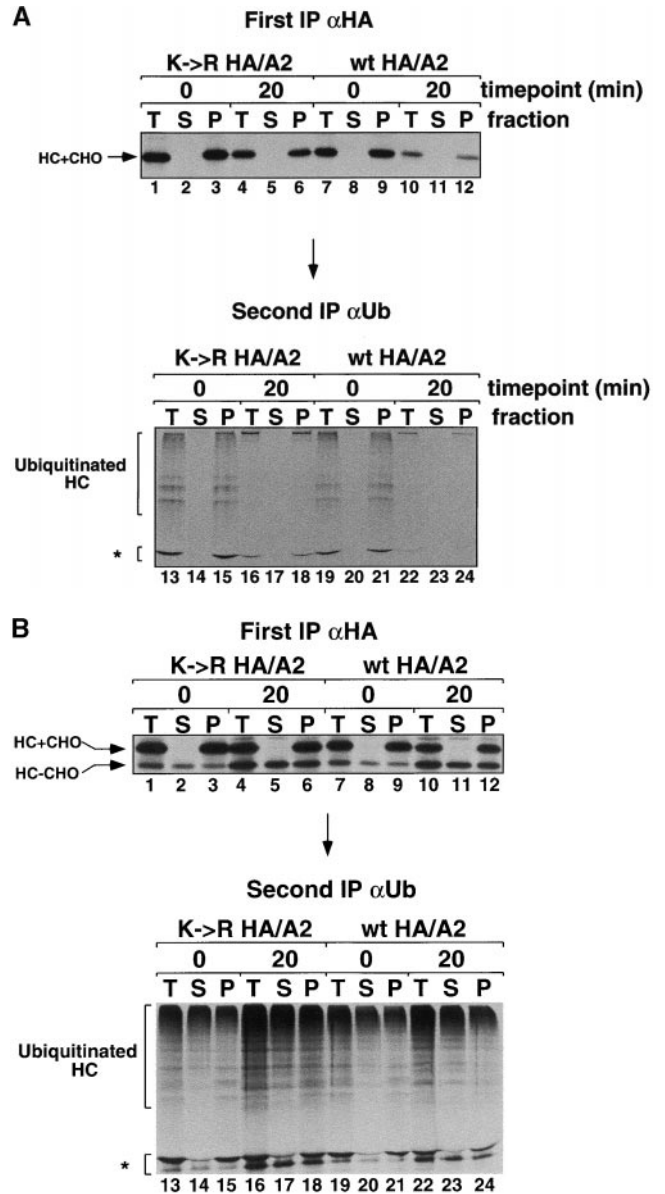 A
First IP αHA
K->R HA/A2 wt HA/A2
0 20 0 20 timepoint (min)
T S P T S P T S P T S P fraction
HC+CHO
1 2 3 4 5 6 7 8 9 10 11 12
Second IP αUb
K->R HA/A2 wt HA/A2
0 20 0 20 timepoint (min)
T S P T S P T S P T S P fraction
Ubiquitinated
HC
*
13 14 15 16 17 18 19 20 21 22 23 24
B
First IP αHA
K->R HA/A2 wt HA/A2
0 20 0 20
T S P T S P T S P T S P
HC+CHO
HC-CHO
1 2 3 4 5 6 7 8 9 10 11 12
Second IP αUb
K->R HA/A2 wt HA/A2
0 20 0 20
T S P T S P T S P T S P
Ubiquitinated
HC
*
13 14 15 16 17 18 19 20 21 22 23 24